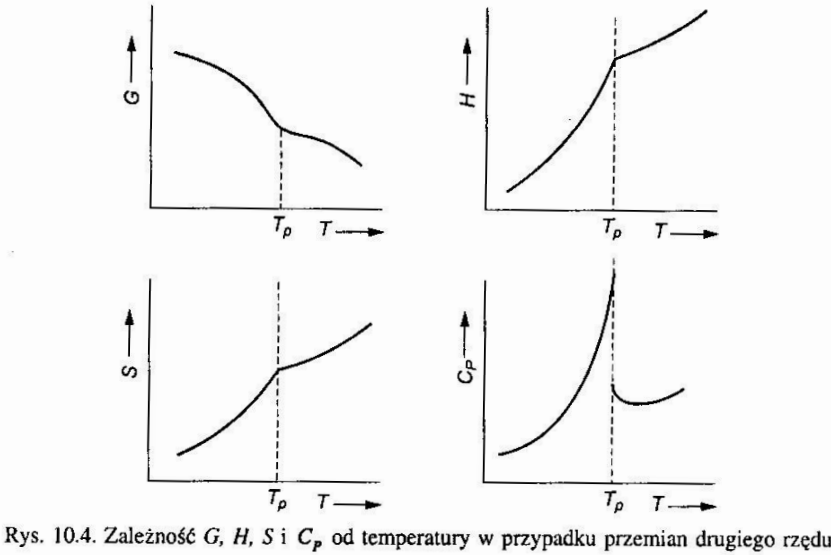 G
T_p T
H
T_p T
S
T_p T
C_P
T_p T
Rys. 10.4. Zależność G, H, S i C_p od temperatury w przypadku przemian drugiego rzędu